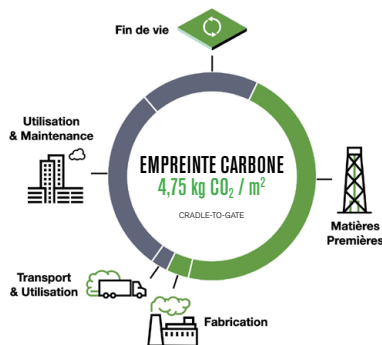 Fin de vie
Utilisation
& Maintenance
EMPREINTE CARBONE
4,75 kg CO₂ / m²
CRADLE-TO-GATE
Matières
Premières
Transport
& Utilisation
Fabrication